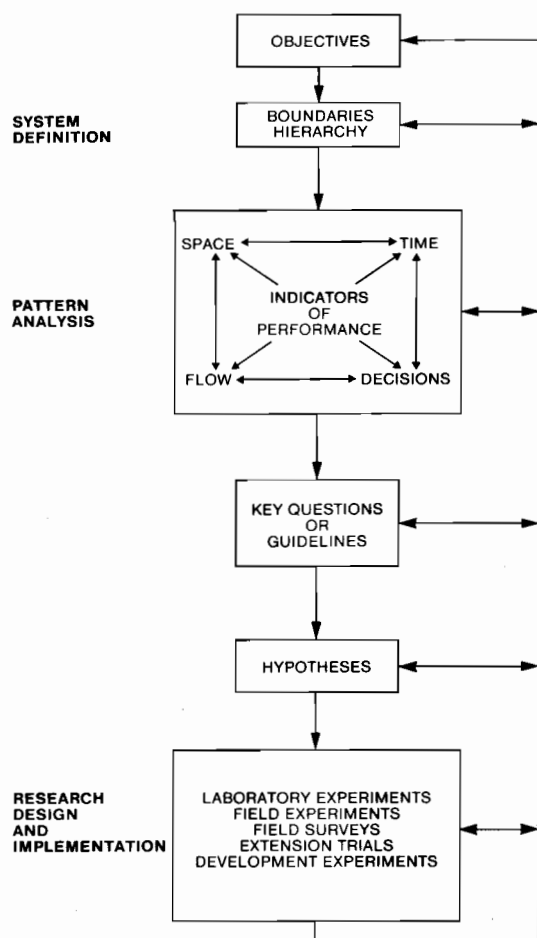 OBJECTIVES
SYSTEM
DEFINITION
BOUNDARIES
HIERARCHY
SPACE
TIME
PATTERN
ANALYSIS
INDICATORS
OF
PERFORMANCE
FLOW
DECISIONS
KEY QUESTIONS
OR
GUIDELINES
HYPOTHESES
RESEARCH
DESIGN
AND
IMPLEMENTATION
LABORATORY EXPERIMENTS
FIELD EXPERIMENTS
FIELD SURVEYS
EXTENSION TRIALS
DEVELOPMENT EXPERIMENTS